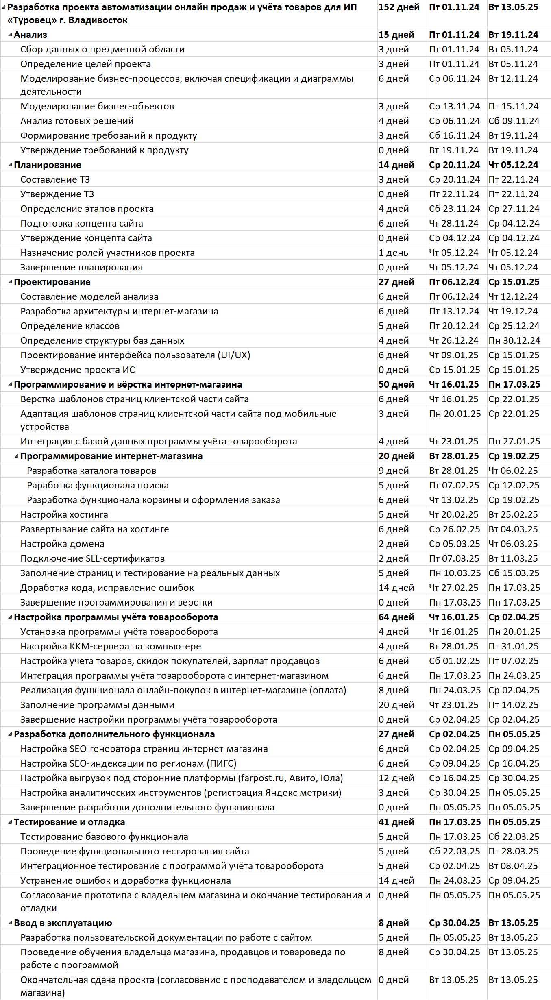 Разработка проекта автоматизации онлайн продаж и учёта товаров для ИП 152 дней Пт 01.11.24 Вт 13.05.25
«Туровец» г. Владивосток
Анализ 15 дней Пт 01.11.24 Вт 19.11.24
Сбор данных о предметной области 3 дней Пт 01.11.24 Вт 05.11.24
Определение целей проекта 3 дней Пт 01.11.24 Вт 05.11.24
Моделирование бизнес-процессов, включая спецификации и диаграммы 6 дней Ср 06.11.24 Вт 12.11.24
деятельности
Моделирование бизнес-объектов 3 дней Ср 13.11.24 Пт 15.11.24
Анализ готовых решений 4 дней Ср 06.11.24 Сб 09.11.24
Формирование требований к продукту 3 дней Сб 16.11.24 Вт 19.11.24
Утверждение требований к продукту 0 дней Вт 19.11.24 Вт 19.11.24
Планирование 14 дней Ср 20.11.24 Чт 05.12.24
Составление ТЗ 3 дней Ср 20.11.24 Пт 22.11.24
Утверждение ТЗ 0 дней Пт 22.11.24 Пт 22.11.24
Определение этапов проекта 4 дней Сб 23.11.24 Ср 27.11.24
Подготовка концепта сайта 6 дней Чт 28.11.24 Ср 04.12.24
Утверждение концепта сайта 0 дней Ср 04.12.24 Ср 04.12.24
Назначение ролей участников проекта 1 день Чт 05.12.24 Чт 05.12.24
Завершение планирования 0 дней Чт 05.12.24 Чт 05.12.24
Проектирование 27 дней Пт 06.12.24 Ср 15.01.25
Составление моделей анализа 6 дней Пт 06.12.24 Чт 12.12.24
Разработка архитектуры интернет-магазина 6 дней Пт 13.12.24 Чт 19.12.24
Определение классов 5 дней Пт 20.12.24 Ср 25.12.24
Определение структуры баз данных 4 дней Чт 26.12.24 Пн 30.12.24
Проектирование интерфейса пользователя (UI/UX) 6 дней Чт 09.01.25 Ср 15.01.25
Утверждение проекта ИС 0 дней Ср 15.01.25 Ср 15.01.25
Программирование и вёрстка интернет-магазина 50 дней Чт 16.01.25 Пн 17.03.25
Верстка шаблонов страниц клиентской части сайта 6 дней Чт 16.01.25 Ср 22.01.25
Адаптация шаблонов страниц клиентской части сайта под мобильные 3 дней Пн 20.01.25 Ср 22.01.25
устройства
Интеграция с базой данных программы учёта товарооборота 4 дней Чт 23.01.25 Пн 27.01.25
Программирование интернет-магазина 20 дней Вт 28.01.25 Ср 19.02.25
Разработка каталога товаров 9 дней Вт 28.01.25 Чт 06.02.25
Раработка функционала поиска 5 дней Пт 07.02.25 Ср 12.02.25
Разработка функционала корзины и оформления заказа 6 дней Чт 13.02.25 Ср 19.02.25
Настройка хостинга 5 дней Чт 20.02.25 Вт 25.02.25
Развертывание сайта на хостинге 6 дней Ср 26.02.25 Вт 04.03.25
Настройка домена 2 дней Ср 05.03.25 Чт 06.03.25
Подключение SLL-сертификатов 2 дней Пт 07.03.25 Вт 11.03.25
Заполнение страниц и тестирование на реальных данных 5 дней Пн 10.03.25 Сб 15.03.25
Доработка кода, исправление ошибок 14 дней Чт 27.02.25 Пн 17.03.25
Завершение программирования и верстки 0 дней Пн 17.03.25 Пн 17.03.25
Настройка программы учёта товарооборота 64 дней Чт 16.01.25 Ср 02.04.25
Установка программы учёта товарооборота 4 дней Чт 16.01.25 Пн 20.01.25
Настройка ККМ-сервера на компьютере 4 дней Вт 28.01.25 Пт 31.01.25
Настройка учёта товаров, скидок покупателей, зарплат продавцов 6 дней Сб 01.02.25 Пт 07.02.25
Интеграция программы учёта товарооборота с интернет-магазином 6 дней Пн 17.03.25 Пн 24.03.25
Реализация функционала онлайн-покупок в интернет-магазине (оплата) 8 дней Пн 24.03.25 Ср 02.04.25
Заполнение программы данными 20 дней Чт 23.01.25 Пт 14.02.25
Завершение настройки программы учёта товарооборота 0 дней Ср 02.04.25 Ср 02.04.25
Разработка дополнительного функционала 27 дней Ср 02.04.25 Пн 05.05.25
Настройка SEO-генератора страниц интернет-магазина 6 дней Ср 02.04.25 Ср 09.04.25
Настройка SEO-индексации по регионам (ПИГС) 6 дней Ср 09.04.25 Ср 16.04.25
Настройка выгрузок под сторонние платформы (farpost.ru, Авито, Юла) 12 дней Ср 16.04.25 Ср 30.04.25
Настройка аналитических инструментов (регистрация Яндекс метрики) 3 дней Ср 30.04.25 Пн 05.05.25
Завершение разработки дополнительного функционала 0 дней Пн 05.05.25 Пн 05.05.25
Тестирование и отладка 41 дней Пн 17.03.25 Пн 05.05.25
Тестирование базового функционала 5 дней Пн 17.03.25 Сб 22.03.25
Проведение функционального тестирования сайта 5 дней Сб 22.03.25 Пт 28.03.25
Интеграционное тестирование с программой учёта товарооборота 5 дней Ср 02.04.25 Вт 08.04.25
Устранение ошибок и доработка функционала 14 дней Пн 24.03.25 Ср 09.04.25
Согласование прототипа с владельцем магазина и окончание тестирования и 0 дней Пн 05.05.25 Пн 05.05.25
отладки
Ввод в эксплуатацию 8 дней Ср 30.04.25 Вт 13.05.25
Разработка пользовательской документации по работе с сайтом 5 дней Пн 05.05.25 Вт 13.05.25
Проведение обучения владельца магазина, продавцов и товароведа по 8 дней Ср 30.04.25 Вт 13.05.25
работе с программой
Окончательная сдача проекта (согласование с преподавателем и владельцем 0 дней Вт 13.05.25 Вт 13.05.25
магазина)